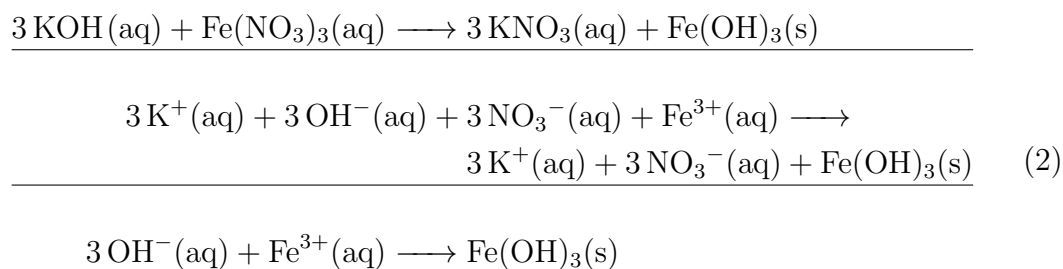 3 KOH(aq) + Fe(NO₃)₃(aq) ⟶ 3 KNO₃(aq) + Fe(OH)₃(s)
3 K⁺(aq) + 3 OH⁻(aq) + 3 NO₃⁻(aq) + Fe³⁺(aq) ⟶
3 K⁺(aq) + 3 NO₃⁻(aq) + Fe(OH)₃(s) (2)
3 OH⁻(aq) + Fe³⁺(aq) ⟶ Fe(OH)₃(s)